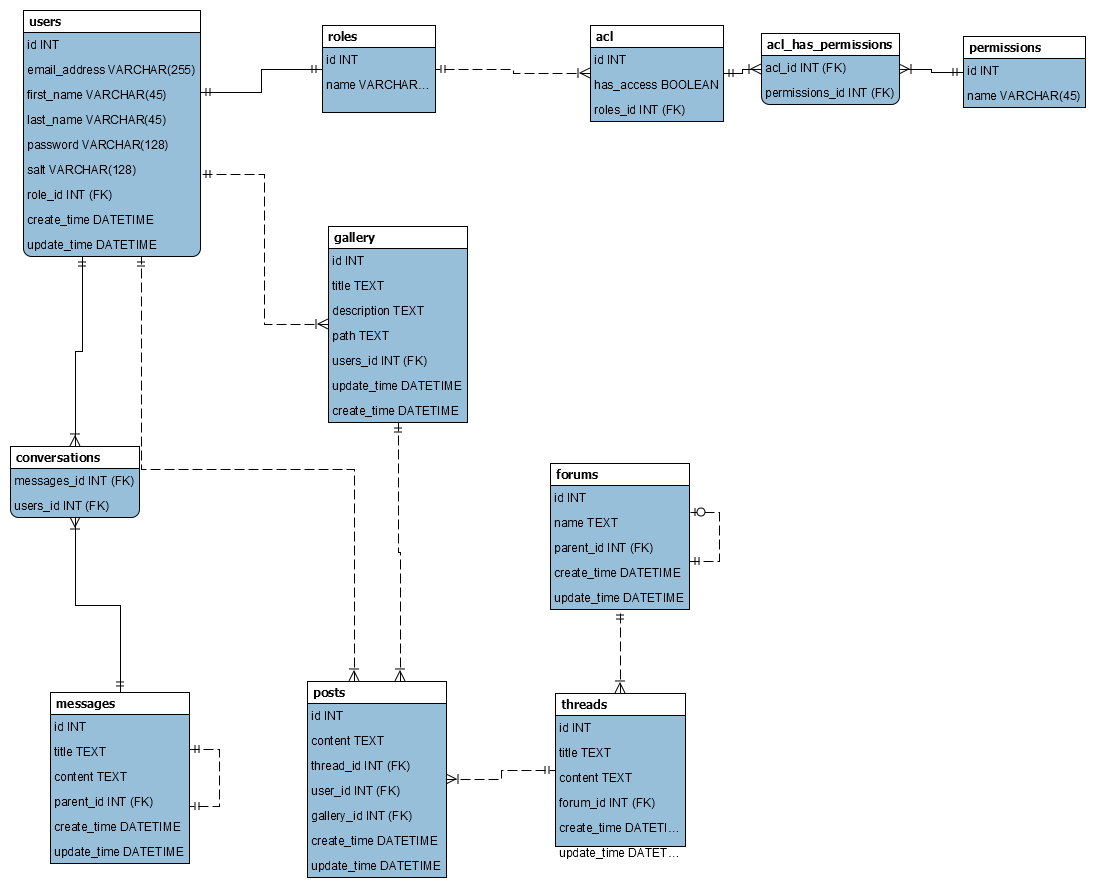 users
id INT
email_address VARCHAR(255)
first_name VARCHAR(45)
last_name VARCHAR(45)
password VARCHAR(128)
salt VARCHAR(128)
role_id INT (FK)
create_time DATETIME
update_time DATETIME
roles
id INT
name VARCHAR...
acl
id INT
has_access BOOLEAN
roles_id INT (FK)
acl_has_permissions
acl_id INT (FK)
permissions_id INT (FK)
permissions
id INT
name VARCHAR(45)
gallery
id INT
title TEXT
description TEXT
path TEXT
users_id INT (FK)
update_time DATETIME
create_time DATETIME
conversations
messages_id INT (FK)
users_id INT (FK)
forums
id INT
name TEXT
parent_id INT (FK)
create_time DATETIME
update_time DATETIME
messages
id INT
title TEXT
content TEXT
parent_id INT (FK)
create_time DATETIME
update_time DATETIME
posts
id INT
content TEXT
thread_id INT (FK)
user_id INT (FK)
gallery_id INT (FK)
create_time DATETIME
update_time DATETIME
threads
id INT
title TEXT
content TEXT
forum_id INT (FK)
create_time DATETI...
update_time DATET...